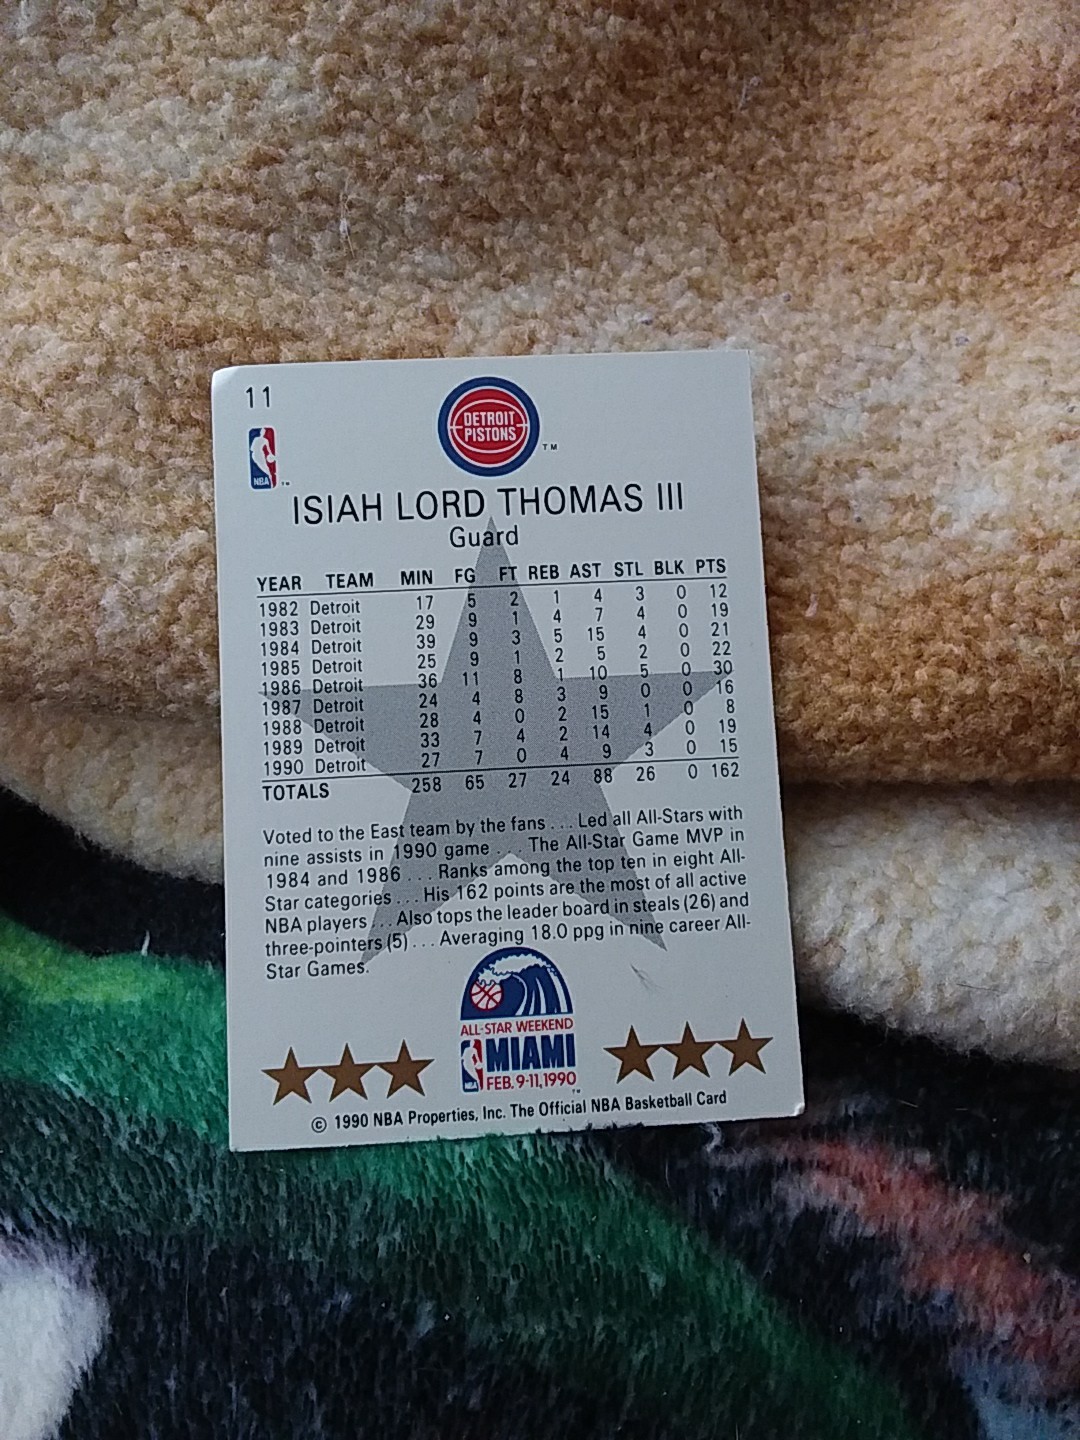 11
DETROIT
PISTONS
TM
NBA
TM
ISIAH LORD THOMAS III
Guard
YEAR TEAM MIN FG FT REB AST STL BLK PTS
1982 Detroit 17 5 2 1 4 3 0 12
1983 Detroit 29 9 1 4 7 4 0 19
1984 Detroit 39 9 3 5 15 4 0 21
1985 Detroit 25 9 1 2 5 2 0 22
1986 Detroit 36 11 8 1 10 5 0 30
1987 Detroit 24 4 8 3 9 0 0 16
1988 Detroit 28 4 0 2 15 1 0 8
1989 Detroit 33 7 4 2 14 4 0 19
1990 Detroit 27 7 0 4 9 3 0 15
TOTALS 258 65 27 24 88 26 0 162
Voted to the East team by the fans . . . Led all All-Stars with
nine assists in 1990 game . . . The All-Star Game MVP in
1984 and 1986 . . . Ranks among the top ten in eight All-
Star categories . . . His 162 points are the most of all active
NBA players . . . Also tops the leader board in steals (26) and
three-pointers (5) . . . Averaging 18.0 ppg in nine career All-
Star Games.
ALL-STAR WEEKEND
MIAMI
NBA FEB. 9-11, 1990
TM
© 1990 NBA Properties, Inc. The Official NBA Basketball Card